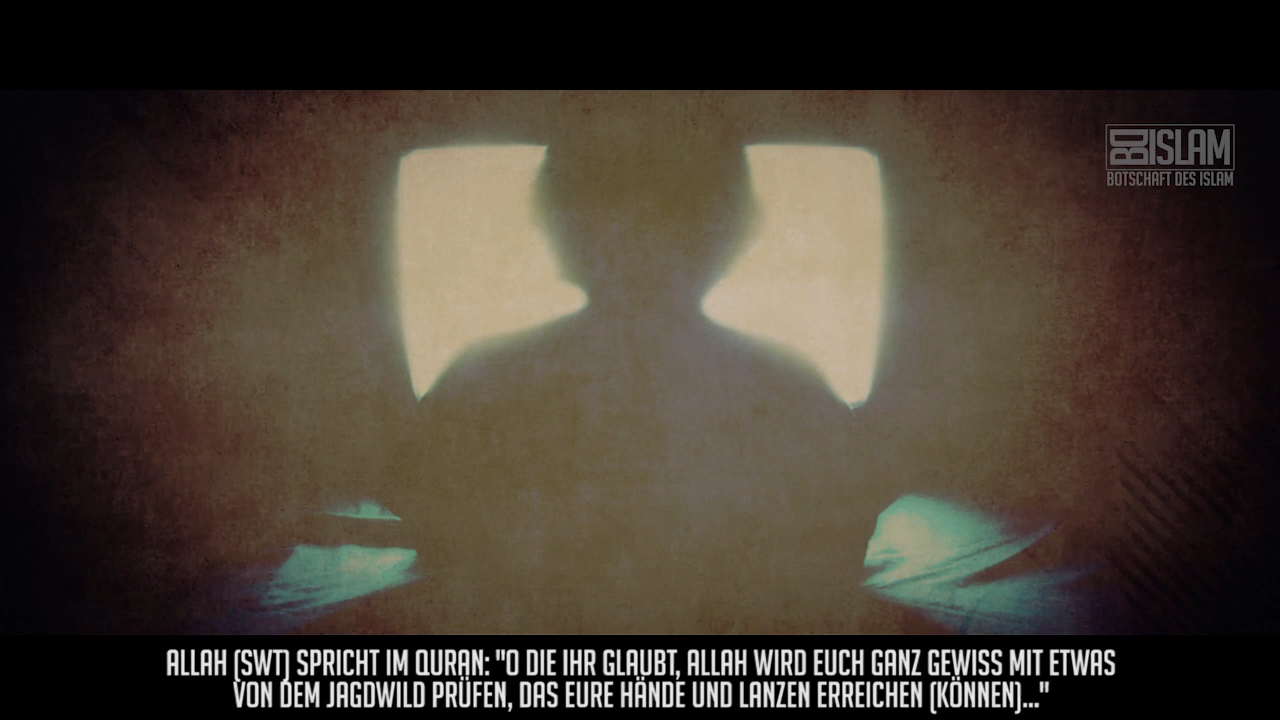 BD ISLAM
BOTSCHAFT DES ISLAM
ALLAH (SWT) SPRICHT IM QURAN: "O DIE IHR GLAUBT, ALLAH WIRD EUCH GANZ GEWISS MIT ETWAS
VON DEM JAGDWILD PRÜFEN, DAS EURE HÄNDE UND LANZEN ERREICHEN (KÖNNEN)..."